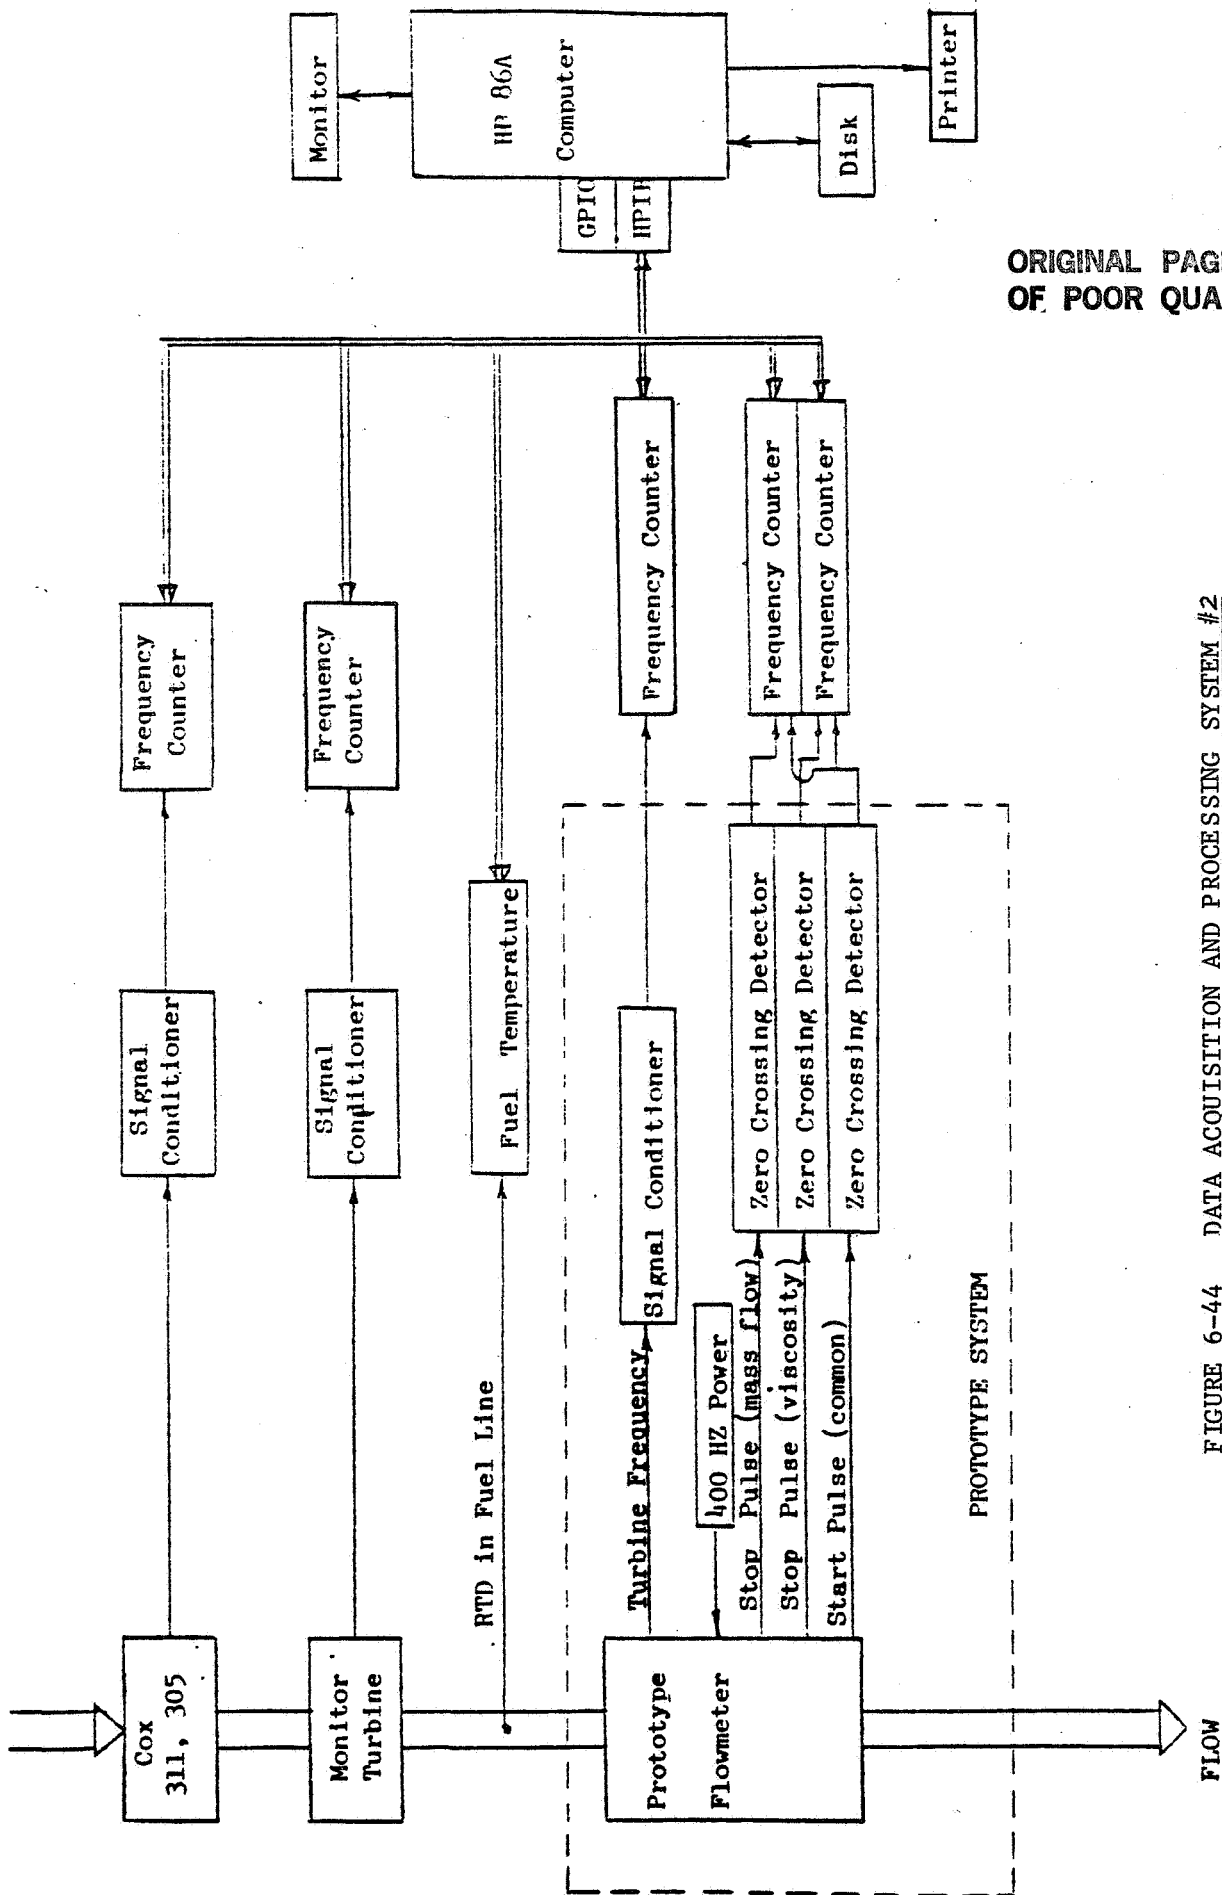 Cox
311, 305
Signal
Conditioner
Frequency
Counter
Monitor
Turbine
Signal
Conditioner
Frequency
Counter
RTD in Fuel Line
Fuel Temperature
Prototype
Flowmeter
Turbine Frequency
Signal Conditioner
Frequency Counter
400 HZ Power
Stop Pulse (mass flow)
Stop Pulse (viscosity)
Start Pulse (common)
Zero Crossing Detector
Zero Crossing Detector
Zero Crossing Detector
Frequency Counter
Frequency Counter
Monitor
HP 86A
Computer
GPIO
HPIB
Disk
Printer
PROTOTYPE SYSTEM
FLOW
FIGURE 6-44 DATA ACQUISITION AND PROCESSING SYSTEM #2
ORIGINAL PAG
OF POOR QUA